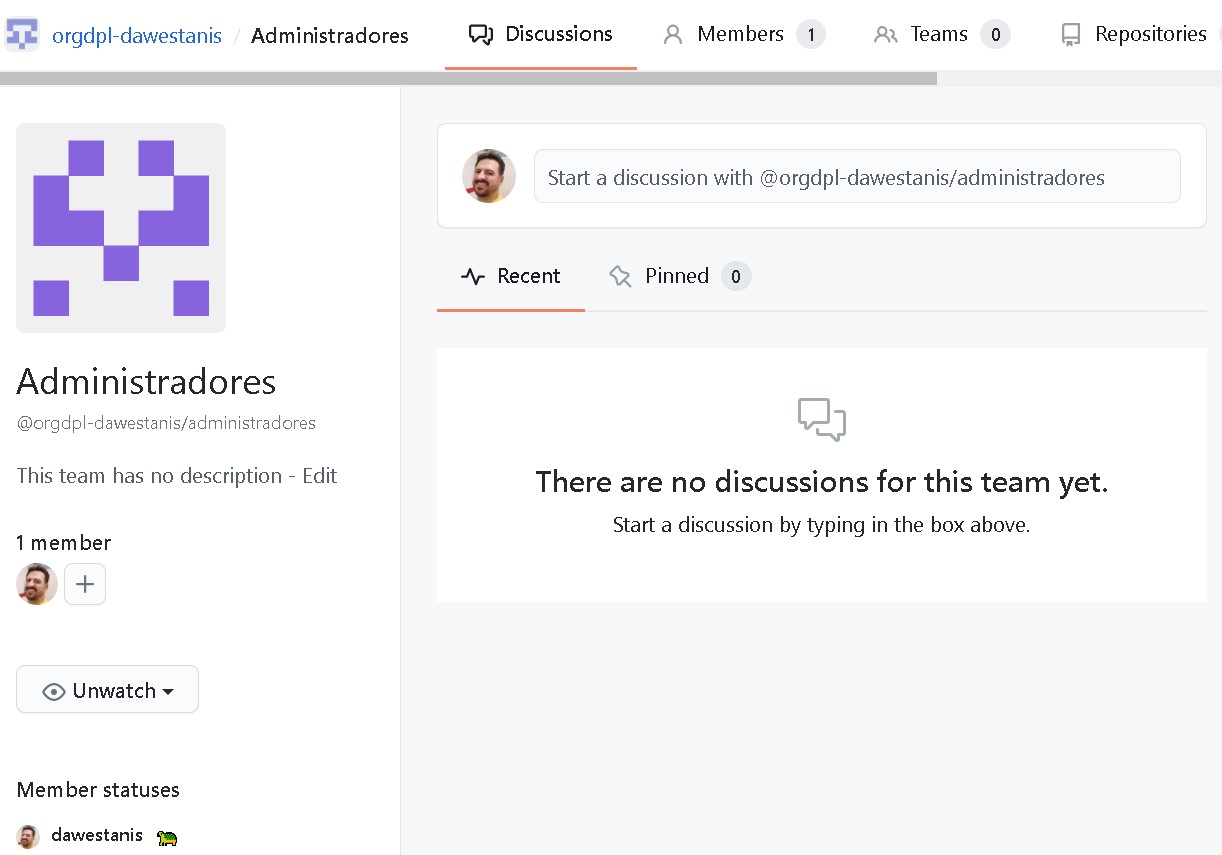 orgdpl-dawestanis / Administradores
Discussions
Members 1
Teams 0
Repositories
Start a discussion with @orgdpl-dawestanis/administradores
Recent
Pinned 0
There are no discussions for this team yet.
Start a discussion by typing in the box above.
Administradores
@orgdpl-dawestanis/administradores
This team has no description - Edit
1 member
Unwatch
Member statuses
dawestanis